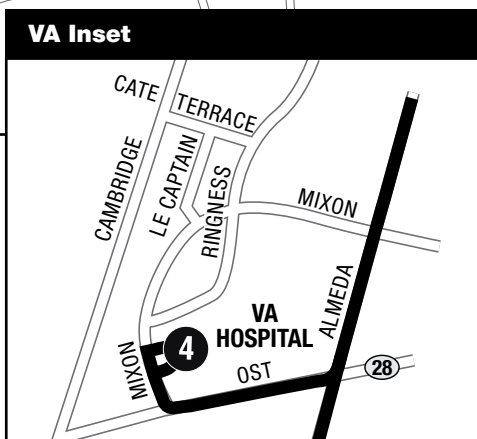 VA Inset
CATE TERRACE
CAMBRIDGE
LE CAPTAIN
RINGNESS
MIXON
ALMEDA
VA
HOSPITAL
4
MIXON
OST
28